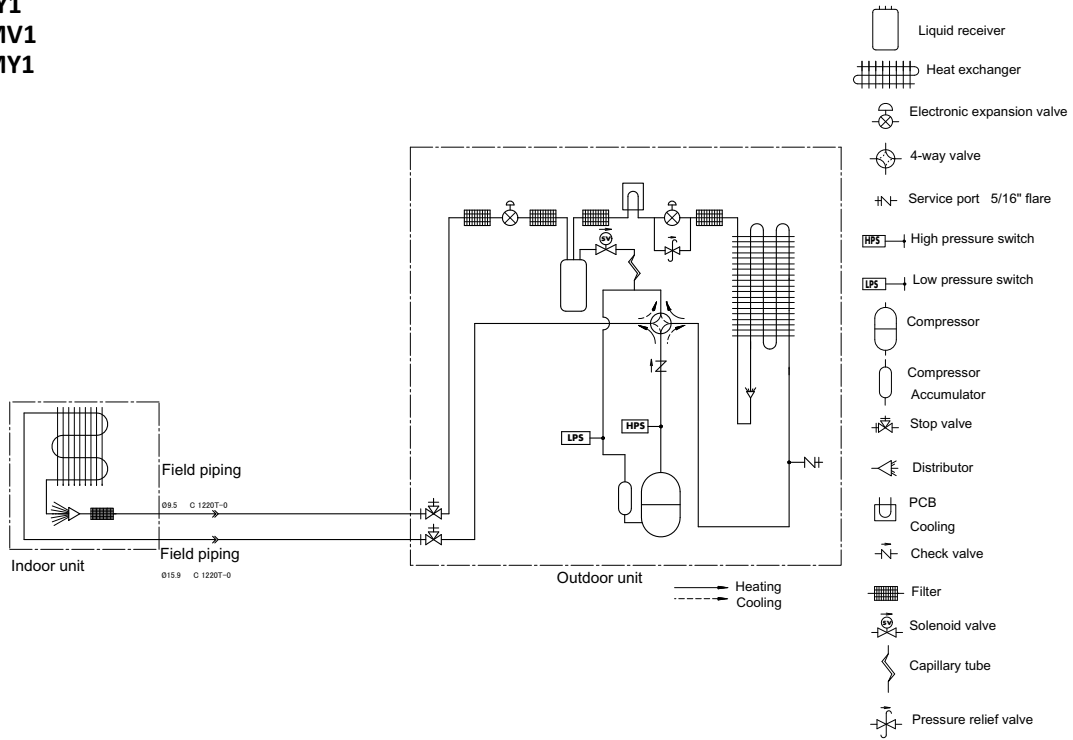 Y1
MV1
MY1
Liquid receiver
Heat exchanger
Electronic expansion valve
4-way valve
Service port 5/16" flare
HPS High pressure switch
LPS Low pressure switch
Compressor
Compressor
Accumulator
Stop valve
Distributor
PCB
Cooling
Check valve
Filter
SV Solenoid valve
Capillary tube
Pressure relief valve
SV
LPS
HPS
Field piping
Ø9.5 C 1220T-0
Field piping
Ø15.9 C 1220T-0
Indoor unit
Outdoor unit
Heating
Cooling